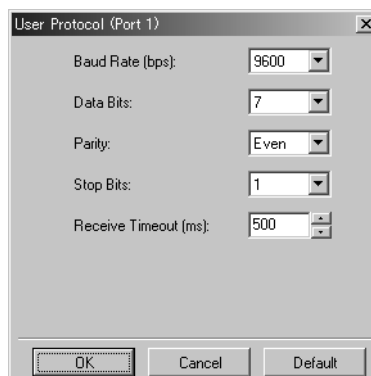 User Protocol (Port 1)
Baud Rate (bps): 9600
Data Bits: 7
Parity: Even
Stop Bits: 1
Receive Timeout (ms): 500
OK Cancel Default